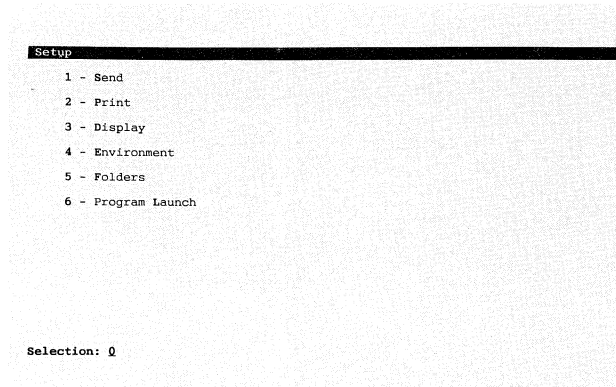 Setup
1 - Send
2 - Print
3 - Display
4 - Environment
5 - Folders
6 - Program Launch
Selection: 0